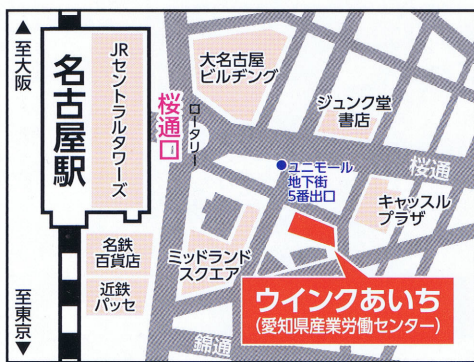 ▲至大阪
名古屋駅
JRセントラルタワーズ
桜通口
ロータリー
大名古屋
ビルヂング
ジュンク堂
書店
桜通
ユニモール
地下街
5番出口
キャッスル
プラザ
名鉄
百貨店
近鉄
パッセ
ミッドランド
スクエア
ウインクあいち
(愛知県産業労働センター)
錦通
至東京▼